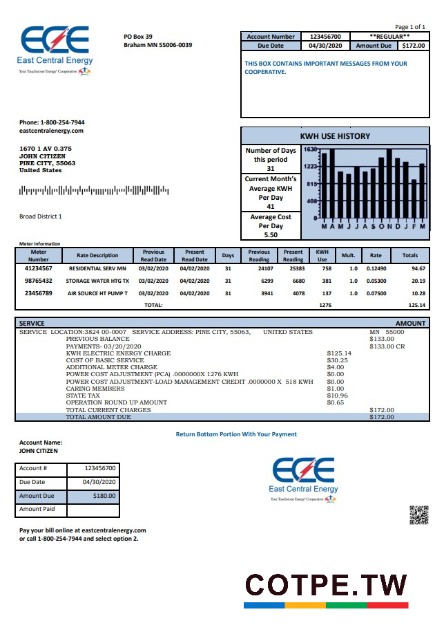 Page 1 of 1
ECE
East Central Energy
Your Touchstone Energy® Cooperative
PO Box 39
Braham MN 55006-0039
Account Number 123456700 **REGULAR**
Due Date 04/30/2020 Amount Due $172.00
THIS BOX CONTAINS IMPORTANT MESSAGES FROM YOUR
COOPERATIVE.
Phone: 1-800-254-7944
eastcentralenergy.com
1670 1 AV 0.375
JOHN CITIZEN
PINE CITY, 55063
United States
Broad District 1
KWH USE HISTORY
Number of Days
this period
31
Current Month's
Average KWH
Per Day
41
Average Cost
Per Day
5.50
1630
1223
815
408
0
M A M J J A S O N D J F M
Meter Information
Meter Number Rate Description Previous Read Date Present Read Date Days Previous Reading Present Reading KWH Use Mult. Rate Totals
41234567 RESIDENTIAL SERV MN 03/02/2020 04/02/2020 31 24107 25383 758 1.0 0.12490 94.67
98765432 STORAGE WATER HTG TX 03/02/2020 04/02/2020 31 6299 6680 381 1.0 0.05300 20.19
23456789 AIR SOURCE HT PUMP T 03/02/2020 04/02/2020 31 3941 4078 137 1.0 0.07500 10.28
TOTAL: 1276 125.14
SERVICE AMOUNT
SERVICE LOCATION:3824 00-0007 SERVICE ADDRESS: PINE CITY, 55063, UNITED STATES MN 55000
PREVIOUS BALANCE $133.00
PAYMENTS- 03/20/2020 $133.00 CR
KWH ELECTRIC ENERGY CHARGE $125.14
COST OF BASIC SERVICE $30.25
ADDITIONAL METER CHARGE $4.00
POWER COST ADJUSTMENT (PCA) .0000000X 1276 KWH $0.00
POWER COST ADJUSTMENT-LOAD MANAGEMENT CREDIT .0000000 X 518 KWH $0.00
CARING MEMBERS $1.00
STATE TAX $10.96
OPERATION ROUND UP AMOUNT $0.65
TOTAL CURRENT CHARGES $172.00
TOTAL AMOUNT DUE $172.00
Return Bottom Portion With Your Payment
Account Name:
JOHN CITIZEN
Account # 123456700
Due Date 04/30/2020
Amount Due $180.00
Amount Paid
ECE
East Central Energy
Your Touchstone Energy® Cooperative
Pay your bill online at eastcentralenergy.com
or call 1-800-254-7944 and select option 2.
COTPE.TW